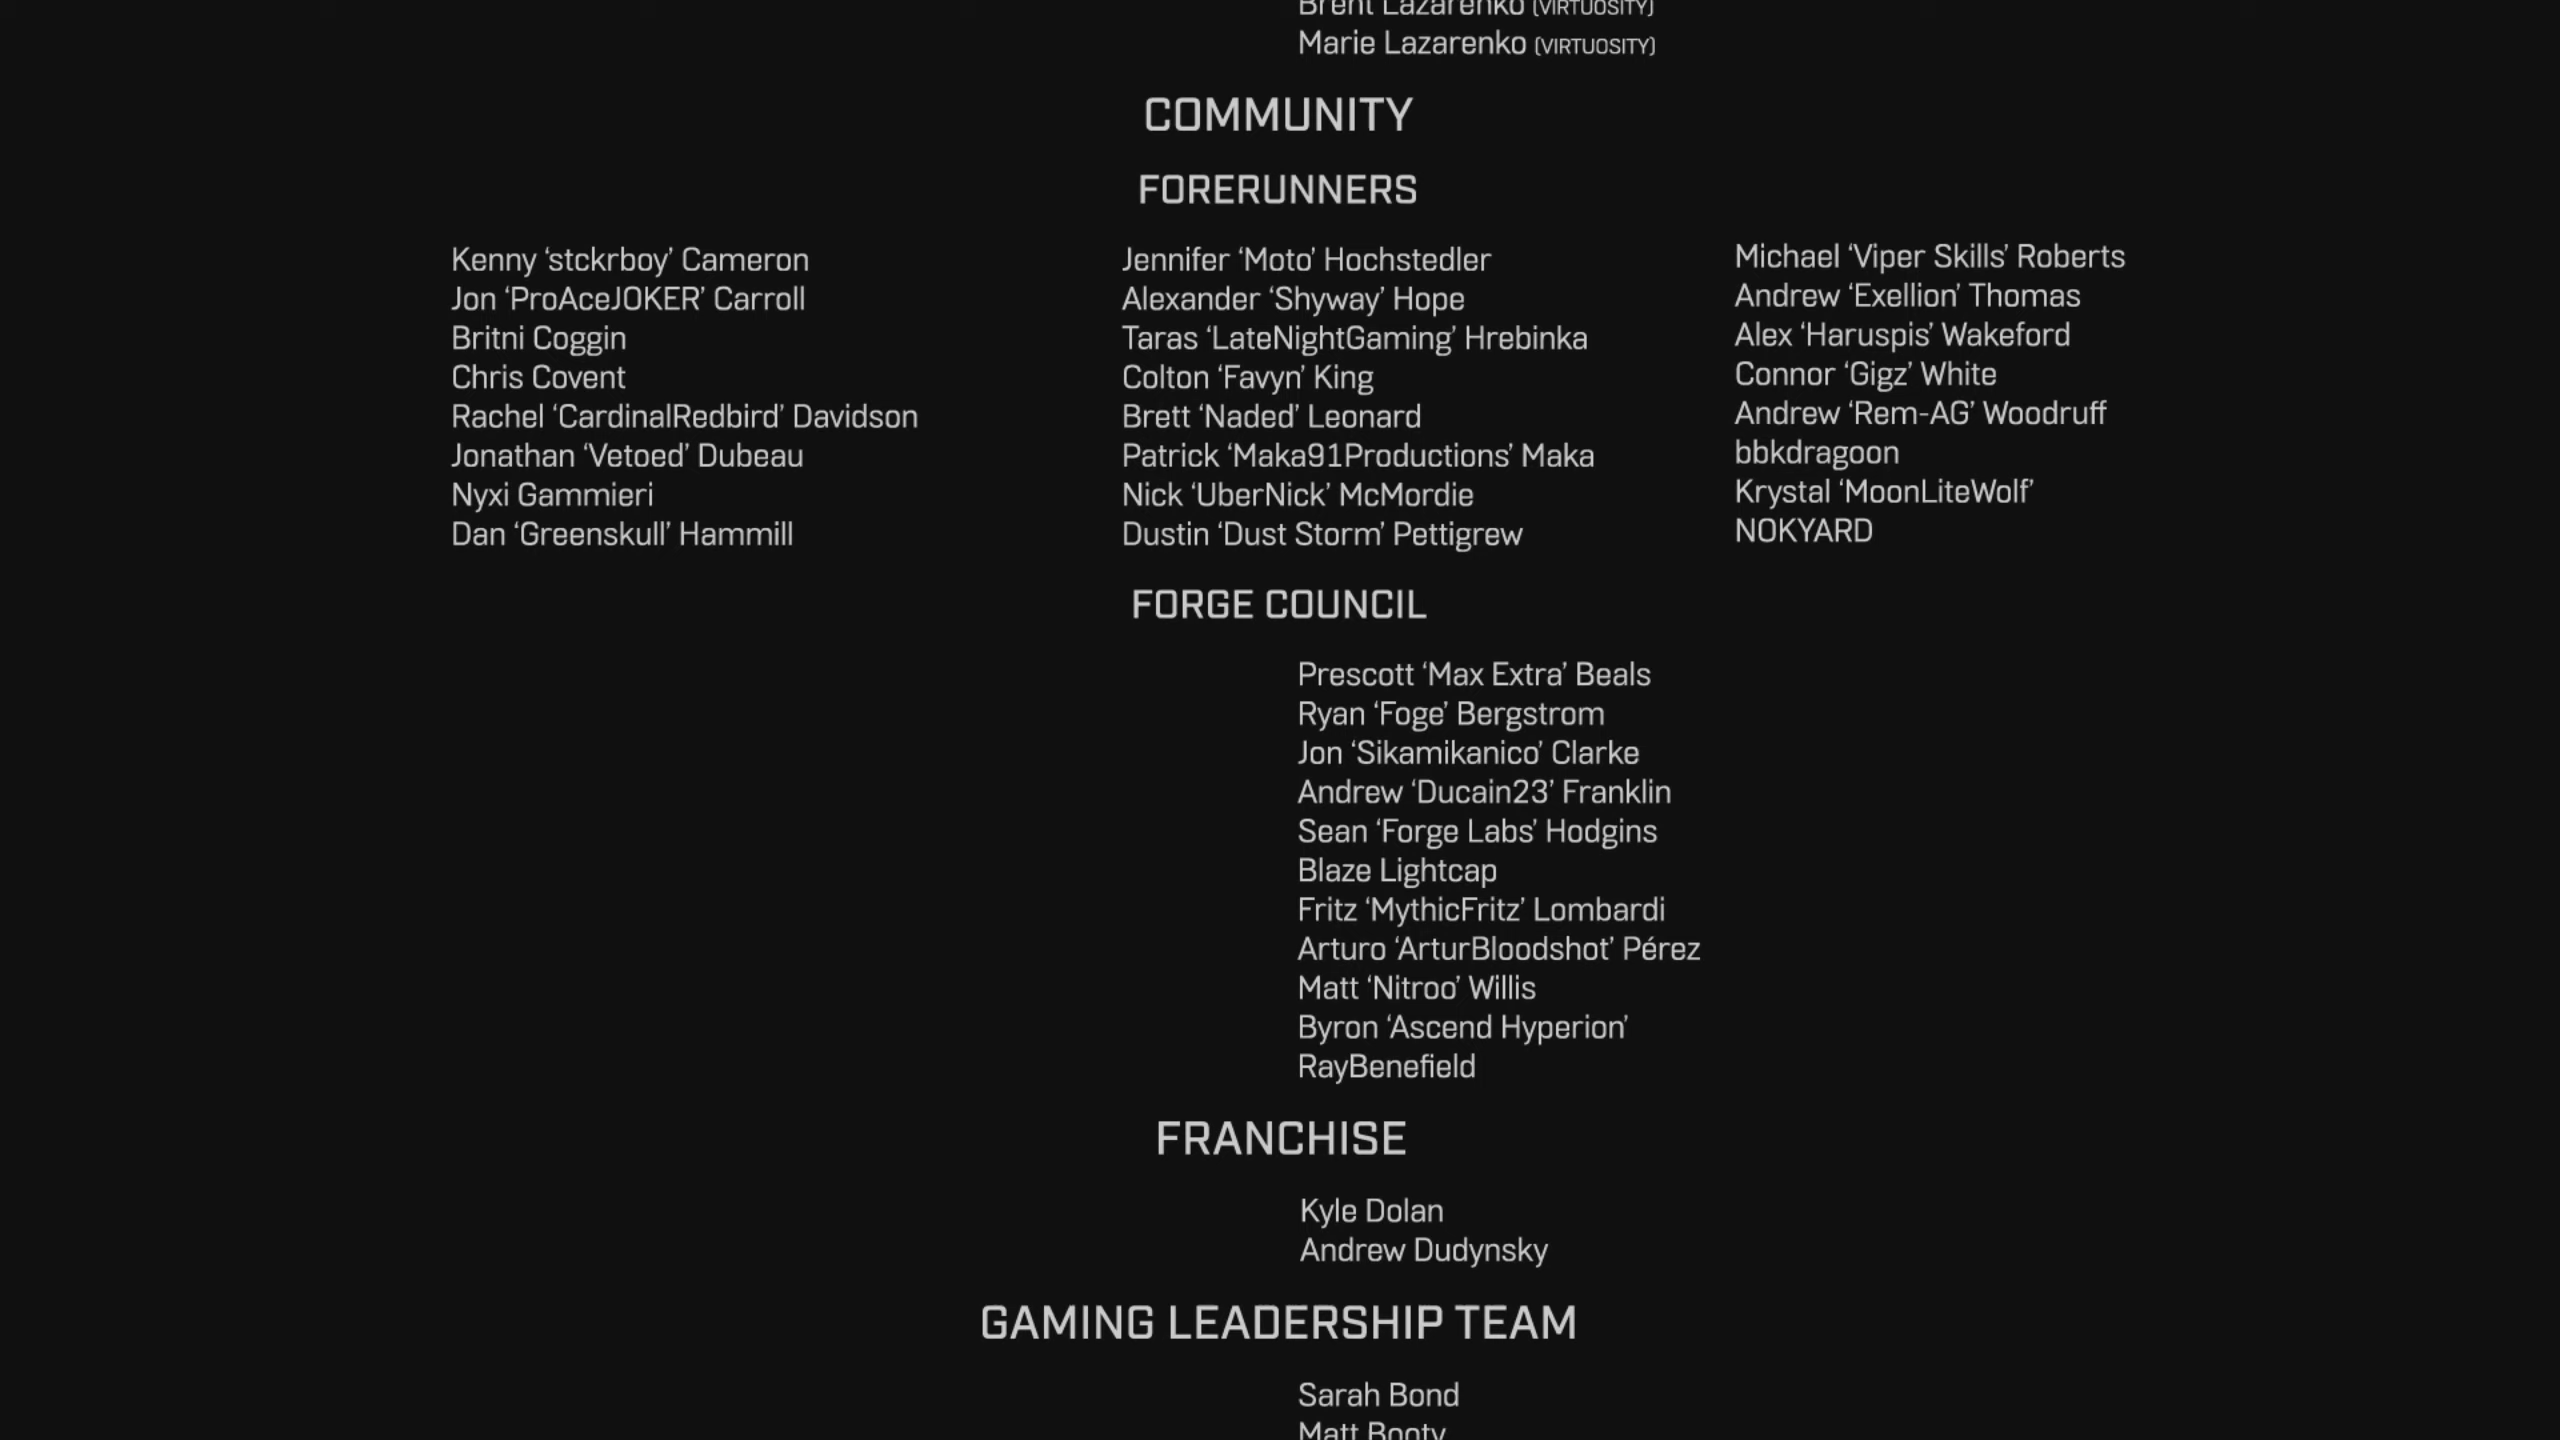 Brent Lazarenko (VIRTUOSITY)
Marie Lazarenko (VIRTUOSITY)
COMMUNITY
FORERUNNERS
Kenny ‘stckrboy’ Cameron
Jon ‘ProAceJOKER’ Carroll
Britni Coggin
Chris Covent
Rachel ‘CardinalRedbird’ Davidson
Jonathan ‘Vetoed’ Dubeau
Nyxi Gammieri
Dan ‘Greenskull’ Hammill
Jennifer ‘Moto’ Hochstedler
Alexander ‘Shyway’ Hope
Taras ‘LateNightGaming’ Hrebinka
Colton ‘Favyn’ King
Brett ‘Naded’ Leonard
Patrick ‘Maka91Productions’ Maka
Nick ‘UberNick’ McMordie
Dustin ‘Dust Storm’ Pettigrew
Michael ‘Viper Skills’ Roberts
Andrew ‘Exellion’ Thomas
Alex ‘Haruspis’ Wakeford
Connor ‘Gigz’ White
Andrew ‘Rem-AG’ Woodruff
bbkdragoon
Krystal ‘MoonLiteWolf’
NOKYARD
FORGE COUNCIL
Prescott ‘Max Extra’ Beals
Ryan ‘Foge’ Bergstrom
Jon ‘Sikamikanico’ Clarke
Andrew ‘Ducain23’ Franklin
Sean ‘Forge Labs’ Hodgins
Blaze Lightcap
Fritz ‘MythicFritz’ Lombardi
Arturo ‘ArturBloodshot’ Pérez
Matt ‘Nitroo’ Willis
Byron ‘Ascend Hyperion’
RayBenefield
FRANCHISE
Kyle Dolan
Andrew Dudynsky
GAMING LEADERSHIP TEAM
Sarah Bond
Matt Booty